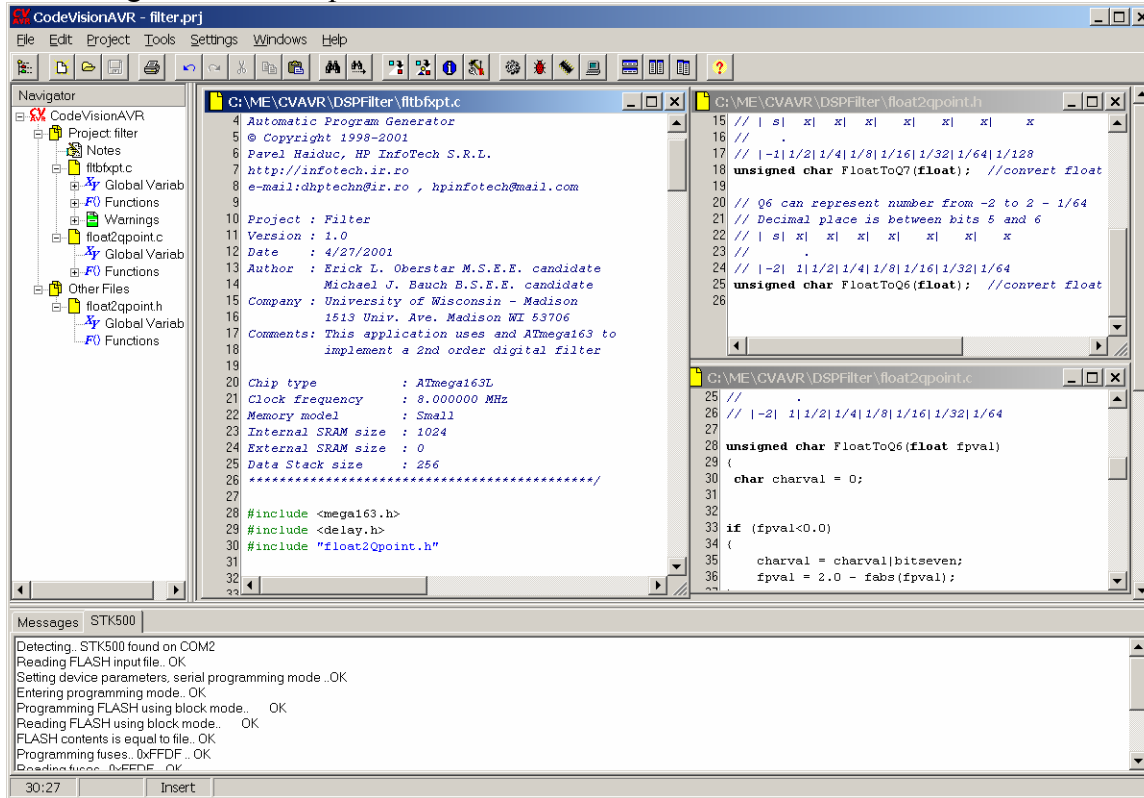 CodeVisionAVR - filter.prj
File Edit Project Tools Settings Windows Help
Navigator
CodeVisionAVR
Project: filter
Notes
fltbfxpt.c
Global Variab
Functions
Warnings
float2qpoint.c
Global Variab
Functions
Other Files
float2qpoint.h
Global Variab
Functions
C:\ME\CVAVR\DSPFilter\fltbfxpt.c
4 Automatic Program Generator
5 © Copyright 1998-2001
6 Pavel Haiduc, HP InfoTech S.R.L.
7 http://infotech.ir.ro
8 e-mail:dhptechn@ir.ro , hpinfotech@mail.com
9
10 Project : Filter
11 Version : 1.0
12 Date    : 4/27/2001
13 Author  : Erick L. Oberstar M.S.E.E. candidate
14           Michael J. Bauch B.S.E.E. candidate
15 Company : University of Wisconsin - Madison
16           1513 Univ. Ave. Madison WI 53706
17 Comments: This application uses and ATmega163 to
18           implement a 2nd order digital filter
19
20 Chip type           : ATmega163L
21 Clock frequency     : 8.000000 MHz
22 Memory model        : Small
23 Internal SRAM size  : 1024
24 External SRAM size  : 0
25 Data Stack size     : 256
26 *********************************************/
27
28 #include <mega163.h>
29 #include <delay.h>
30 #include "float2Qpoint.h"
31
32
33
C:\ME\CVAVR\DSPFilter\float2qpoint.h
15 // | s|  x|  x|  x|   x|   x|   x|    x
16 //    .
17 // |-1|1/2|1/4|1/8|1/16|1/32|1/64|1/128
18 unsigned char FloatToQ7(float);  //convert float
19
20 // Q6 can represent number from -2 to 2 - 1/64
21 // Decimal place is between bits 5 and 6
22 // | s| x|  x|  x|   x|   x|   x|   x
23 //       .
24 // |-2| 1|1/2|1/4|1/8|1/16|1/32|1/64
25 unsigned char FloatToQ6(float);  //convert float
26
C:\ME\CVAVR\DSPFilter\float2qpoint.c
25 //       .
26 // |-2| 1|1/2|1/4|1/8|1/16|1/32|1/64
27
28 unsigned char FloatToQ6(float fpval)
29 {
30  char charval = 0;
31
32
33 if (fpval<0.0)
34 {
35     charval = charval|bitseven;
36     fpval = 2.0 - fabs(fpval);
Messages STK500
Detecting.. STK500 found on COM2
Reading FLASH input file.. OK
Setting device parameters, serial programming mode ..OK
Entering programming mode.. OK
Programming FLASH using block mode.. OK
Reading FLASH using block mode.. OK
FLASH contents is equal to file.. OK
Programming fuses.. 0xFFDF .. OK
Reading fuses.. 0xFFDF.. OK
30:27 Insert